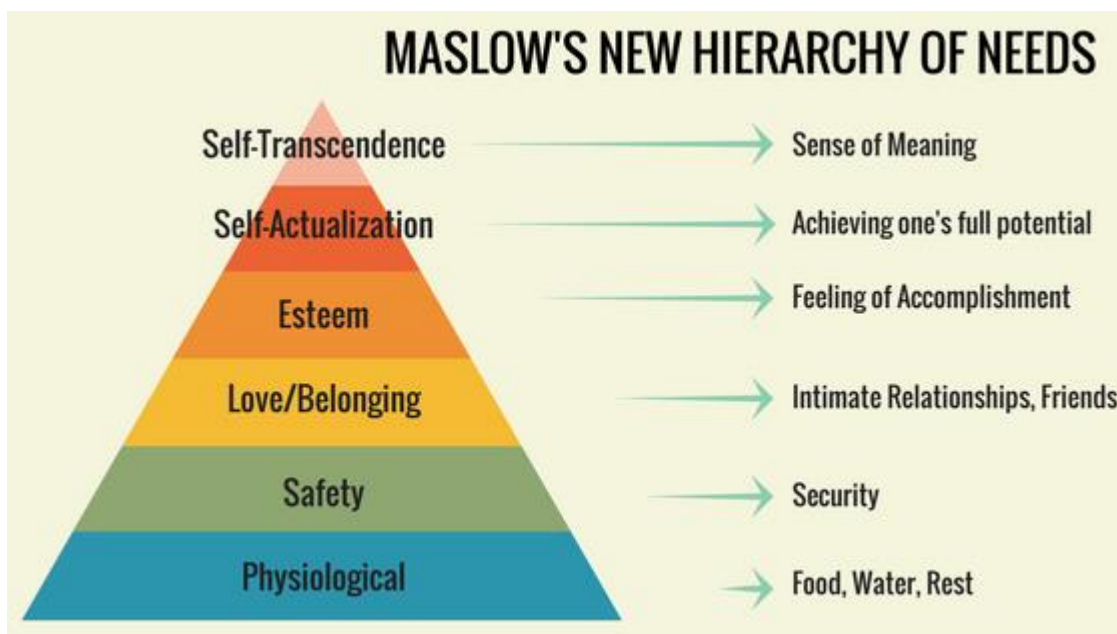 MASLOW'S NEW HIERARCHY OF NEEDS
Self-Transcendence
Sense of Meaning
Self-Actualization
Achieving one's full potential
Esteem
Feeling of Accomplishment
Love/Belonging
Intimate Relationships, Friends
Safety
Security
Physiological
Food, Water, Rest